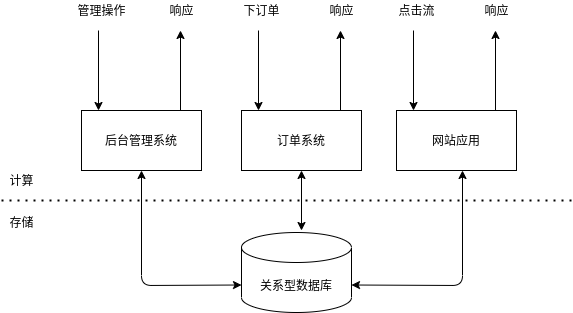 管理操作
响应
下订单
响应
点击流
响应
后台管理系统
订单系统
网站应用
计算
存储
关系型数据库